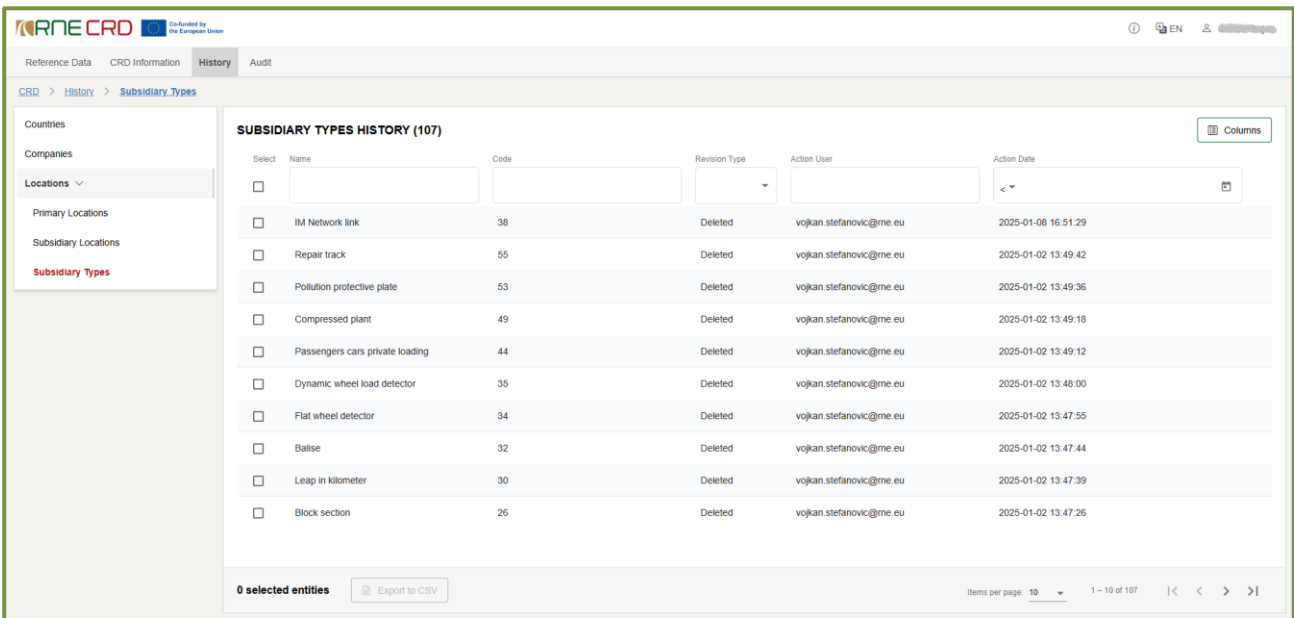 RNE CRD Co-funded by
the European Union
EN
Reference Data CRD Information History Audit
CRD > History > Subsidiary Types
Countries
Companies
Locations
Primary Locations
Subsidiary Locations
Subsidiary Types
SUBSIDIARY TYPES HISTORY (107)
Columns
Select Name Code Revision Type Action User Action Date
<
IM Network link 38 Deleted vojkan.stefanovic@rne.eu 2025-01-08 16:51:29
Repair track 55 Deleted vojkan.stefanovic@rne.eu 2025-01-02 13:49:42
Pollution protective plate 53 Deleted vojkan.stefanovic@rne.eu 2025-01-02 13:49:36
Compressed plant 49 Deleted vojkan.stefanovic@rne.eu 2025-01-02 13:49:18
Passengers cars private loading 44 Deleted vojkan.stefanovic@rne.eu 2025-01-02 13:49:12
Dynamic wheel load detector 35 Deleted vojkan.stefanovic@rne.eu 2025-01-02 13:48:00
Flat wheel detector 34 Deleted vojkan.stefanovic@rne.eu 2025-01-02 13:47:55
Balise 32 Deleted vojkan.stefanovic@rne.eu 2025-01-02 13:47:44
Leap in kilometer 30 Deleted vojkan.stefanovic@rne.eu 2025-01-02 13:47:39
Block section 26 Deleted vojkan.stefanovic@rne.eu 2025-01-02 13:47:26
0 selected entities Export to CSV Items per page: 10 1 – 10 of 107